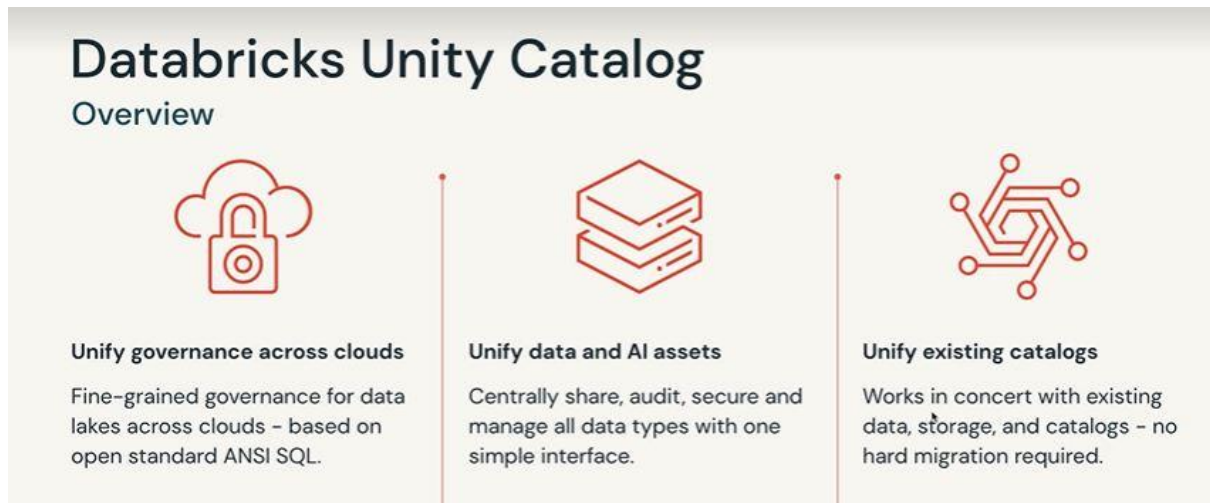 Databricks Unity Catalog
Overview
Unify governance across clouds
Fine-grained governance for data
lakes across clouds - based on
open standard ANSI SQL.
Unify data and AI assets
Centrally share, audit, secure and
manage all data types with one
simple interface.
Unify existing catalogs
Works in concert with existing
data, storage, and catalogs - no
hard migration required.